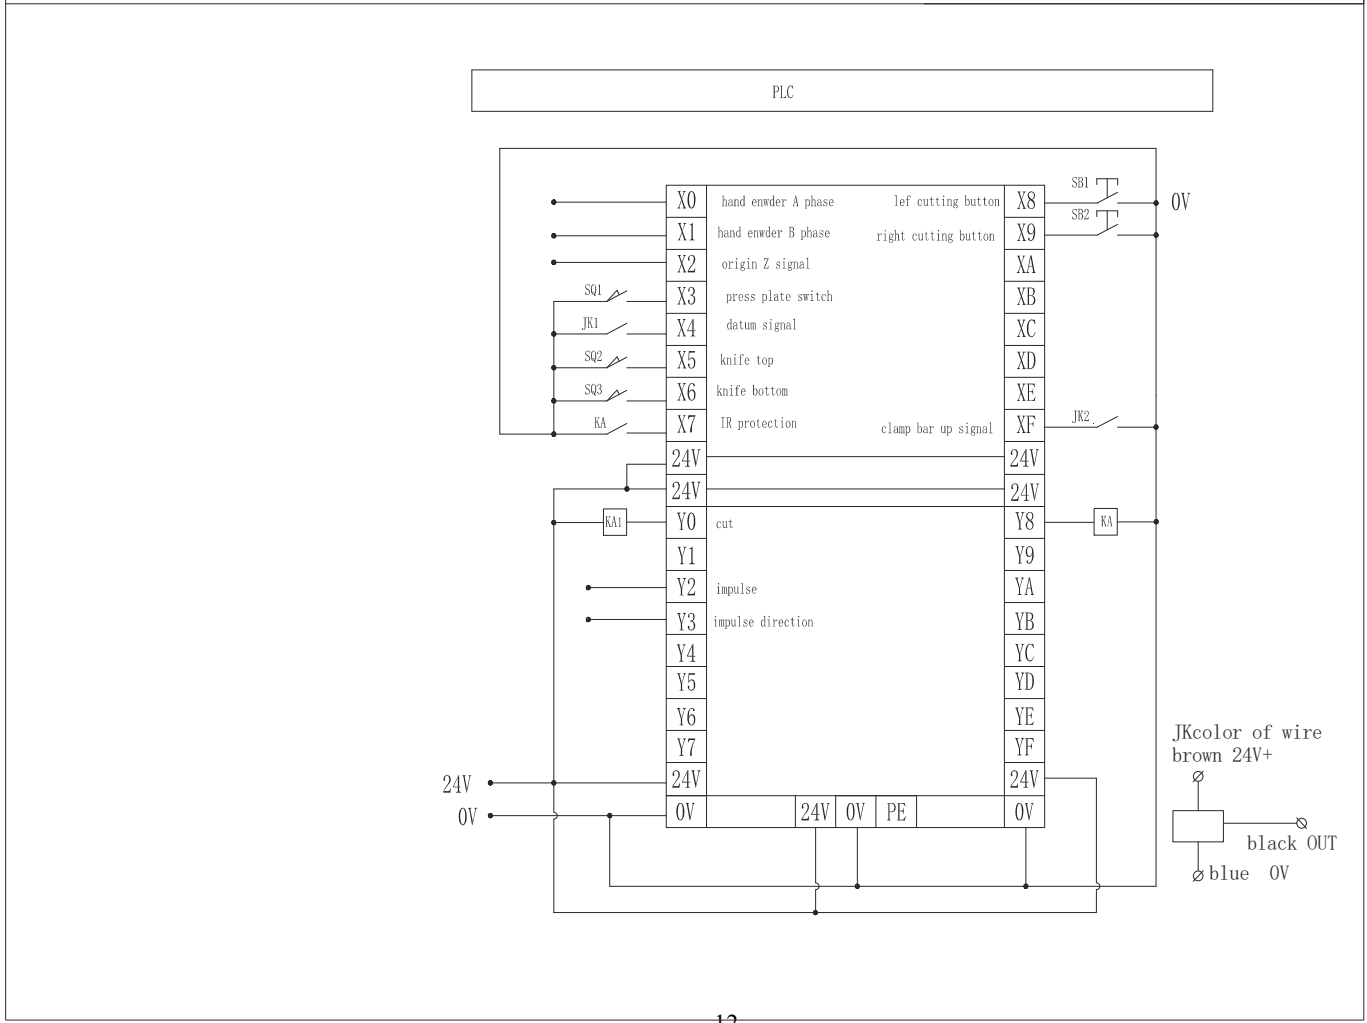 PLC
X0 hand enwder A phase lef cutting button X8 SB1 0V
X1 hand enwder B phase right cutting button X9 SB2
X2 origin Z signal XA
SQ1 X3 press plate switch XB
JK1 X4 datum signal XC
SQ2 X5 knife top XD
SQ3 X6 knife bottom XE
KA X7 IR protection clamp bar up signal XF JK2.
24V 24V
24V 24V
KA1 Y0 cut Y8 KA
Y1 Y9
Y2 impulse YA
Y3 impulse direction YB
Y4 YC
Y5 YD
Y6 YE
Y7 YF
24V 24V 24V
0V 0V 24V 0V PE 0V
JKcolor of wire
brown 24V+
black OUT
blue 0V
12